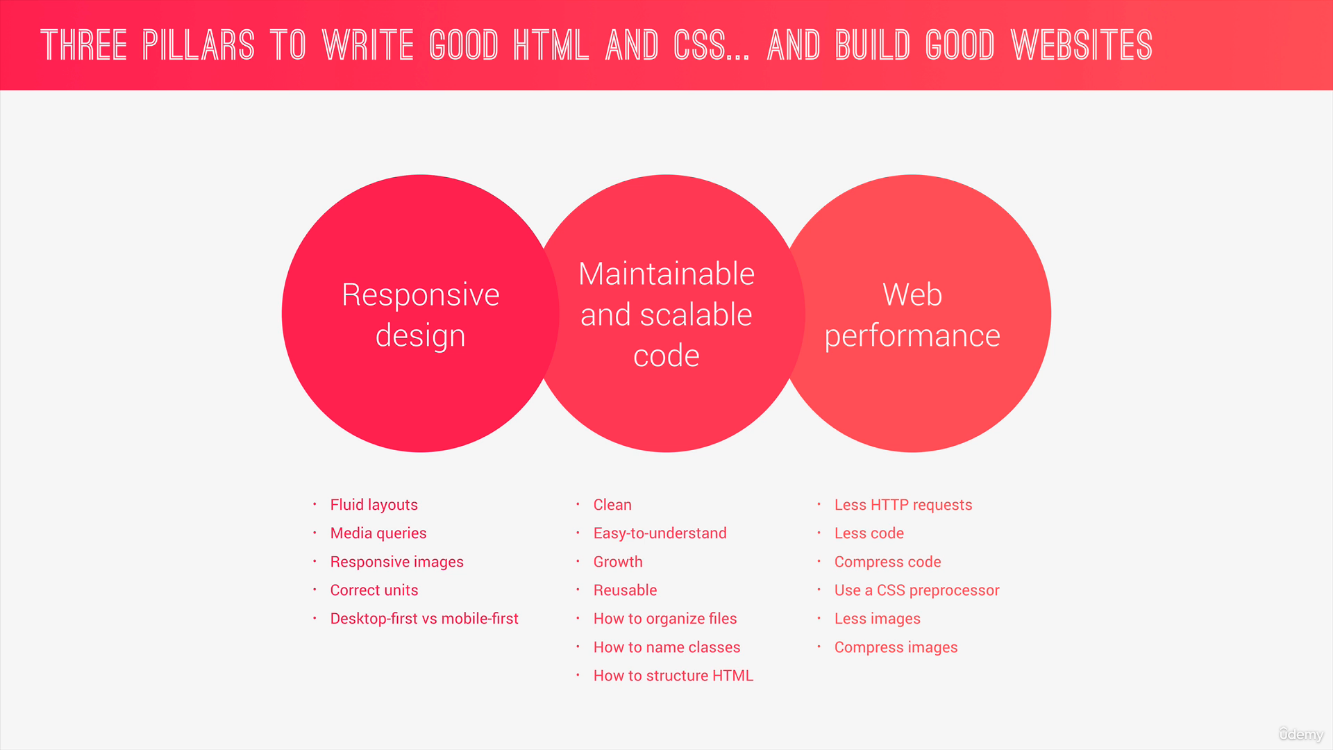 THREE PILLARS TO WRITE GOOD HTML AND CSS... AND BUILD GOOD WEBSITES
Responsive
design
Maintainable
and scalable
code
Web
performance
· Fluid layouts
· Media queries
· Responsive images
· Correct units
· Desktop-first vs mobile-first
· Clean
· Easy-to-understand
· Growth
· Reusable
· How to organize files
· How to name classes
· How to structure HTML
· Less HTTP requests
· Less code
· Compress code
· Use a CSS preprocessor
· Less images
· Compress images
ûdemy